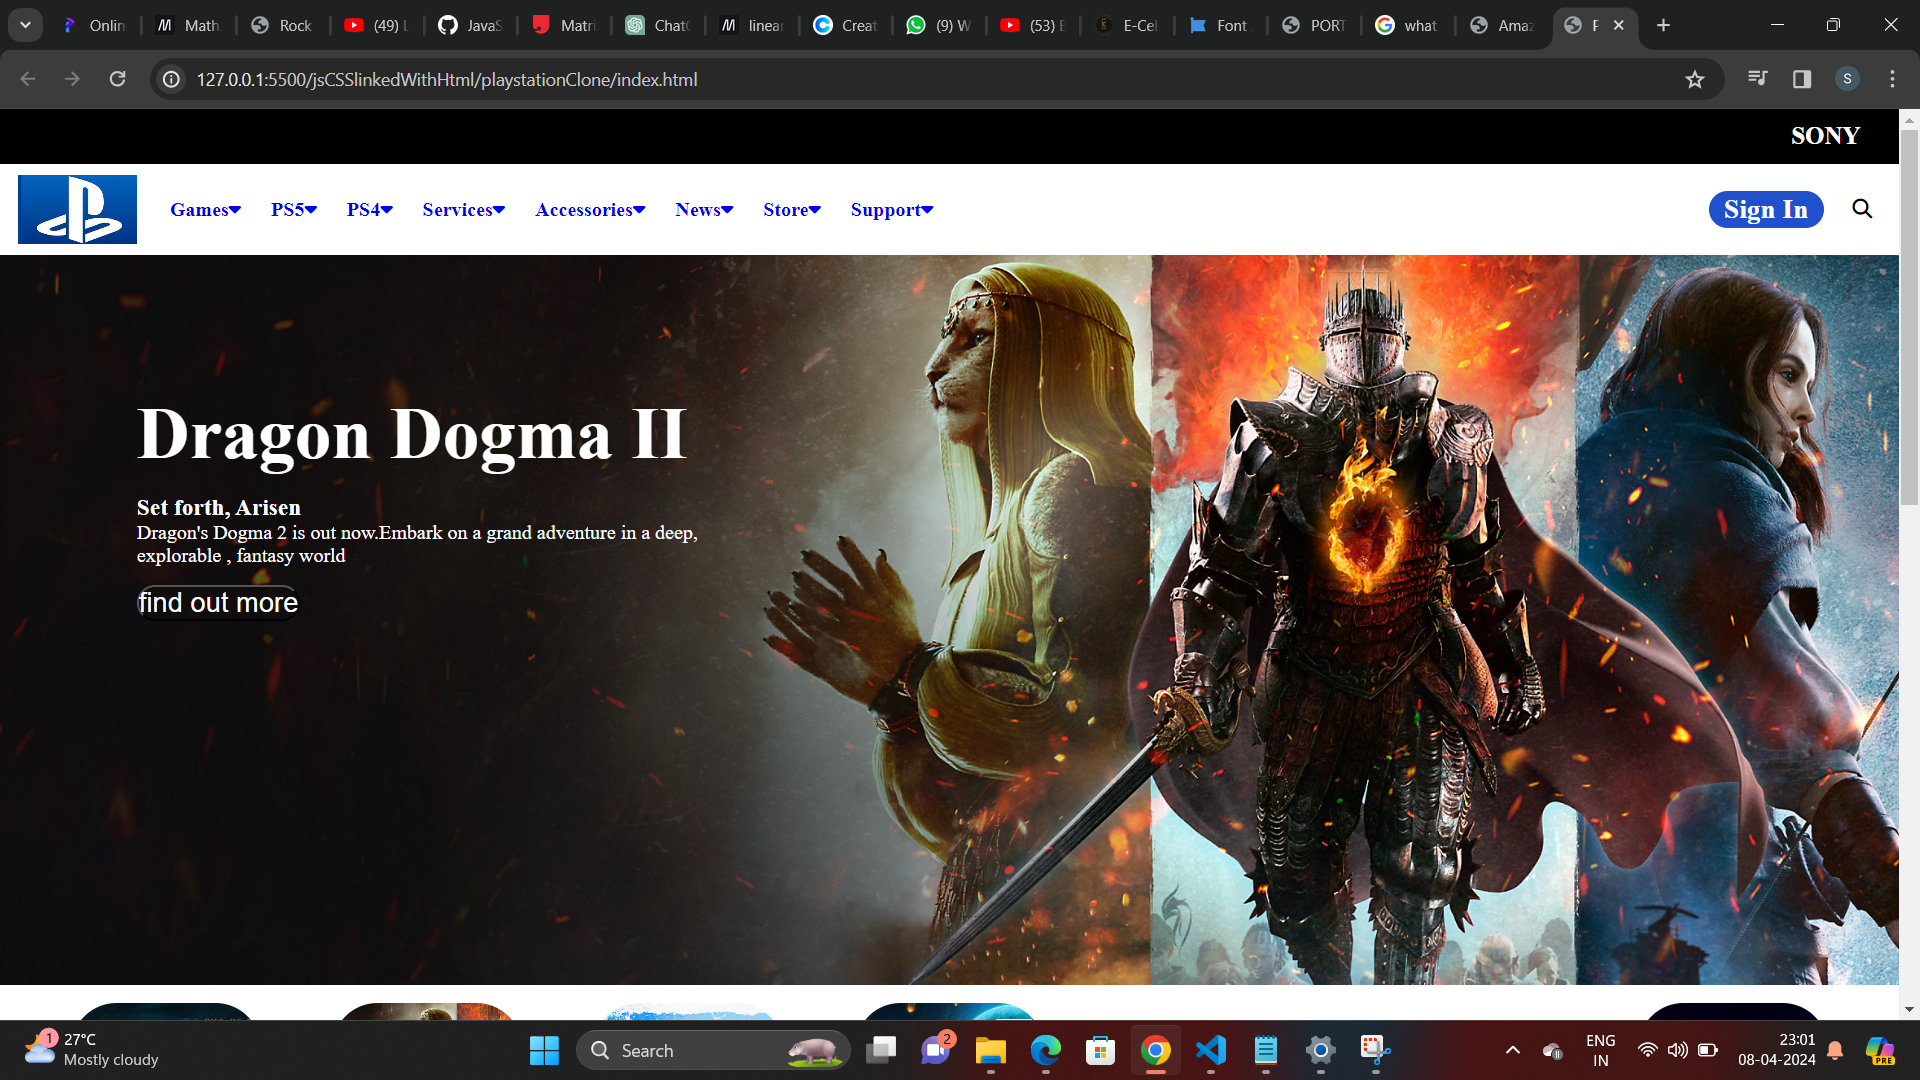 Onlin
Math
Rock
(49) L
JavaS
Matri
ChatG
linear
Creat
(9) W
(53) E
E-Cel
Font
PORT
what
Amaz
P
127.0.0.1:5500/jsCSSlinkedWithHtml/playstationClone/index.html
S
SONY
Games PS5 PS4 Services Accessories News Store Support
Sign In
Dragon Dogma II
Set forth, Arisen
Dragon's Dogma 2 is out now.Embark on a grand adventure in a deep,
explorable , fantasy world
find out more
1
27°C
Mostly cloudy
Search
2
ENG
IN
23:01
08-04-2024
PRE